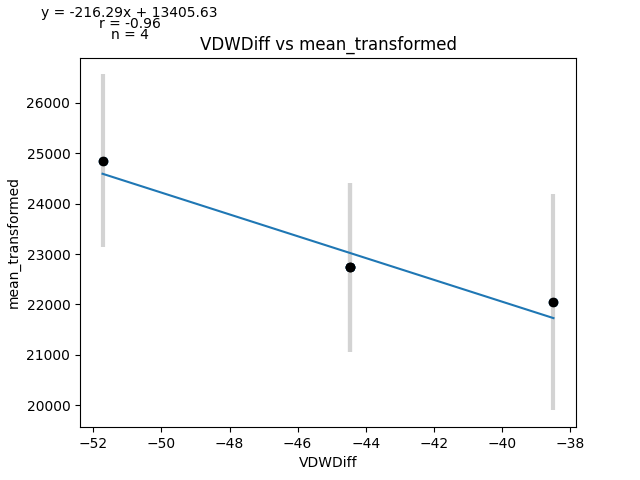 y = -216.29x + 13405.63
r = -0.96
n = 4
VDWDiff vs mean_transformed
26000
25000
24000
23000
22000
21000
20000
mean_transformed
−52
−50
−48
−46
−44
−42
−40
−38
VDWDiff